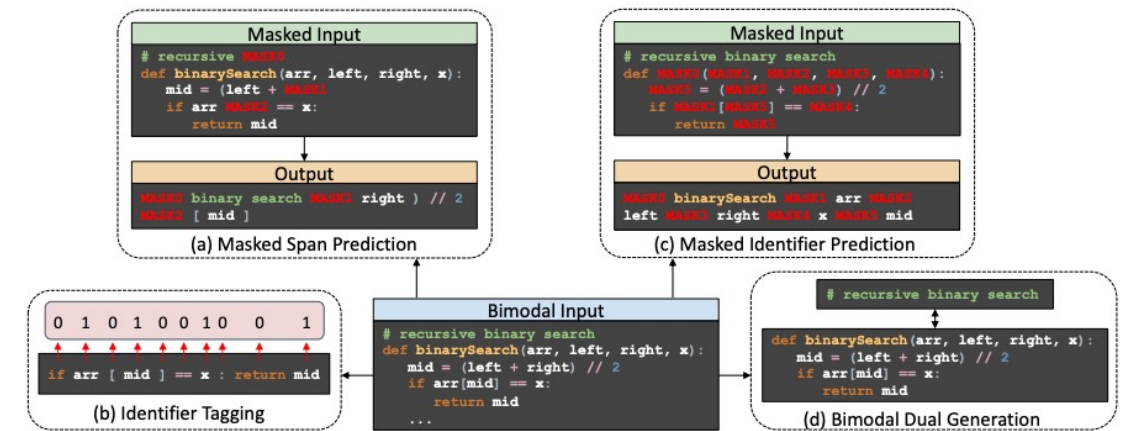 Masked Input
# recursive MASK0
def binarySearch(arr, left, right, x):
mid = (left + MASK1
if arr MASK2 == x:
return mid
Output
MASK0 binary search MASK1 right ) // 2
MASK2 [ mid ]
(a) Masked Span Prediction
Masked Input
# recursive binary search
def MASK0(MASK1, MASK2, MASK3, MASK4):
MASK5 = (MASK2 + MASK3) // 2
if MASK1[MASK5] == MASK4:
return MASK5
Output
MASK0 binarySearch MASK1 arr MASK2
left MASK3 right MASK4 x MASK5 mid
(c) Masked Identifier Prediction
0 1 0 1 0 0 1 0 0 1
if arr [ mid ] == x : return mid
(b) Identifier Tagging
Bimodal Input
# recursive binary search
def binarySearch(arr, left, right, x):
mid = (left + right) // 2
if arr[mid] == x:
return mid
...
# recursive binary search
def binarySearch(arr, left, right, x):
mid = (left + right) // 2
if arr[mid] == x:
return mid
(d) Bimodal Dual Generation